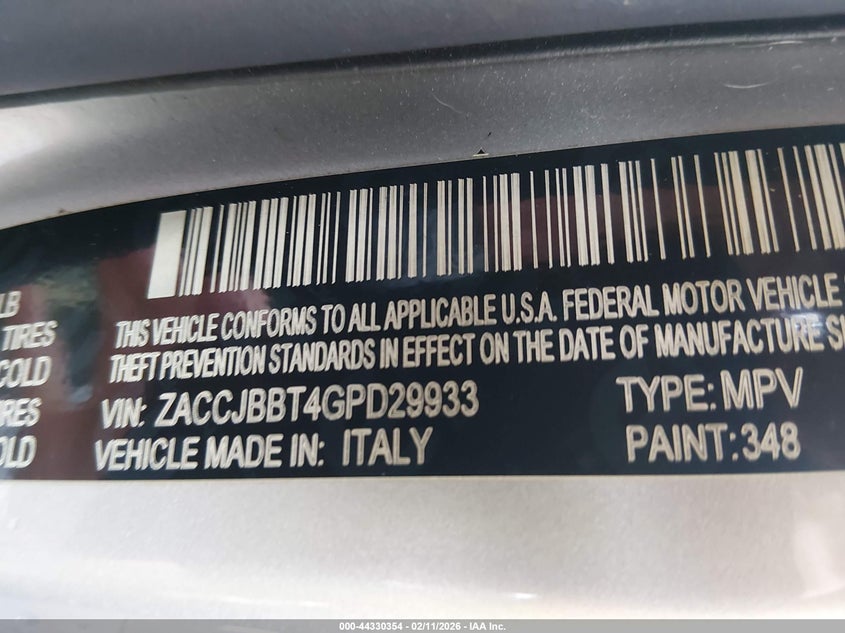 LB
TIRES
COLD
THIS VEHICLE CONFORMS TO ALL APPLICABLE U.S.A. FEDERAL MOTOR VEHICLE
THEFT PREVENTION STANDARDS IN EFFECT ON THE DATE OF MANUFACTURE
VIN: ZACCJBBT4GPD29933 TYPE: MPV
VEHICLE MADE IN: ITALY PAINT: 348
000-44330354 - 02/11/2026 - IAA Inc.